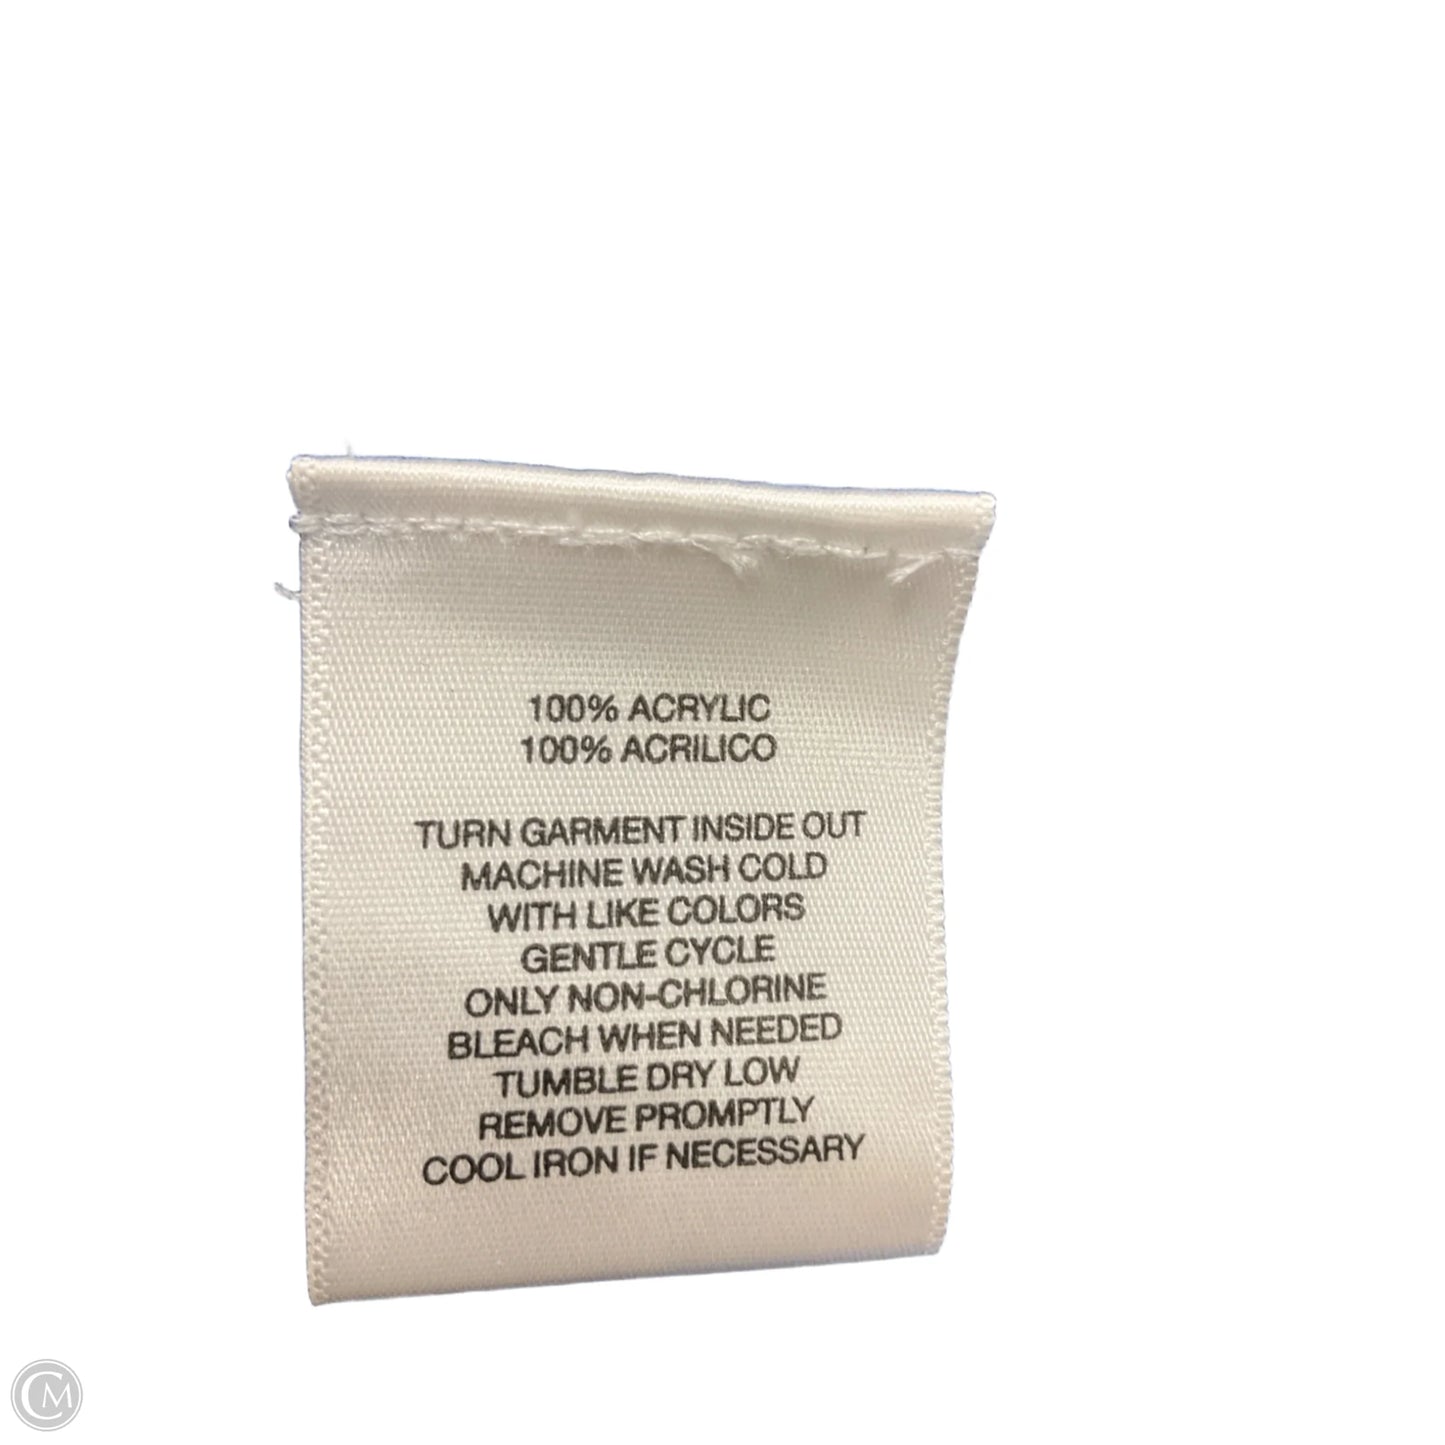 100% ACRYLIC
100% ACRILICO
TURN GARMENT INSIDE OUT
MACHINE WASH COLD
WITH LIKE COLORS
GENTLE CYCLE
ONLY NON-CHLORINE
BLEACH WHEN NEEDED
TUMBLE DRY LOW
REMOVE PROMPTLY
COOL IRON IF NECESSARY
CM